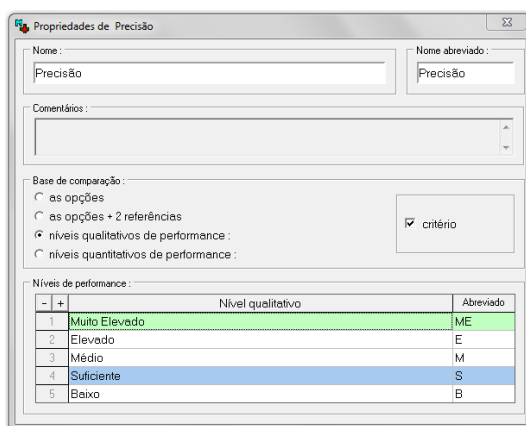 Propriedades de Precisão
Nome : Nome abreviado :
Precisão Precisão
Comentários :
Base de comparação :
as opções
as opções + 2 referências
níveis qualitativos de performance :
níveis quantitativos de performance :
critério
Níveis de performance :
- + Nível qualitativo Abreviado
1 Muito Elevado ME
2 Elevado E
3 Médio M
4 Suficiente S
5 Baixo B